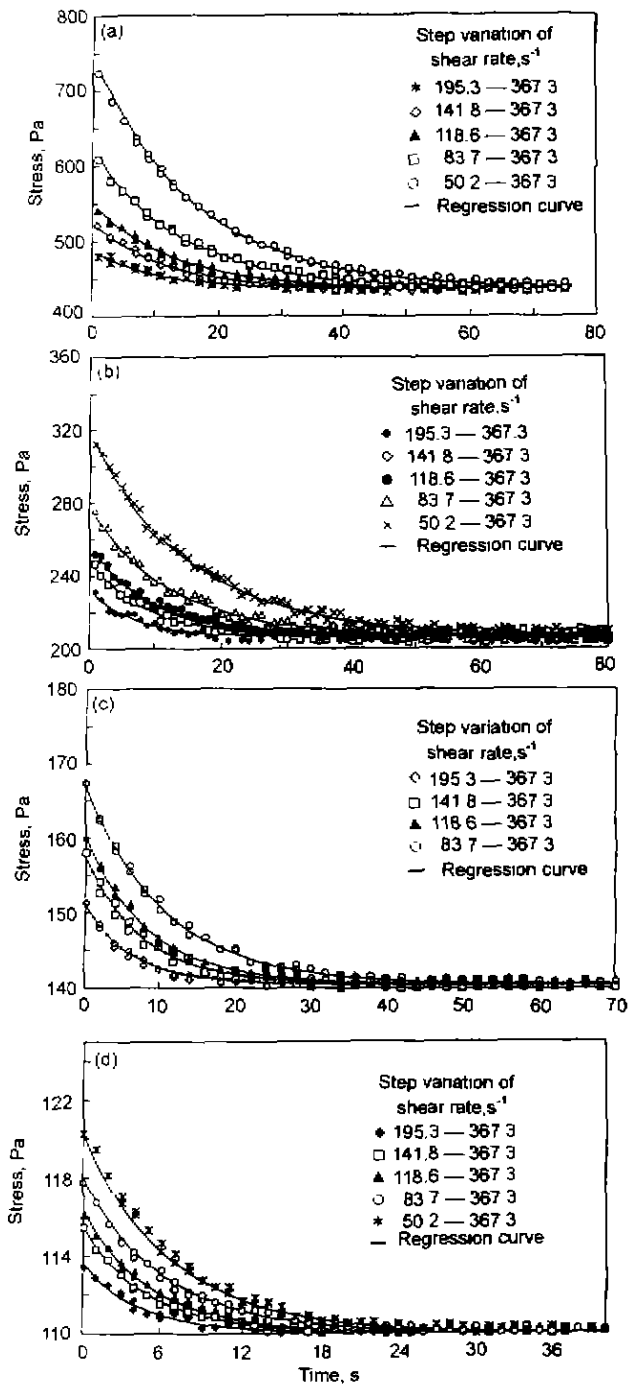 800
(a)
Step variation of
shear rate,s⁻¹
195.3 — 367 3
141 8 — 367 3
118.6 — 367 3
83 7 — 367 3
50 2 — 367 3
Regression curve
700
600
500
400
Stress, Pa
0 20 40 60 80
360
(b)
Step variation of
shear rate,s⁻¹
195.3 — 367.3
141 8 — 367 3
118.6 — 367 3
83 7 — 367 3
50 2 — 367 3
Regression curve
320
280
240
200
Stress, Pa
0 20 40 60 80
180
(c)
Step variation of
shear rate,s⁻¹
195 3 — 367 3
141 8 — 367 3
118 6 — 367 3
83 7 — 367 3
Regression curve
170
160
150
140
Stress, Pa
0 10 20 30 40 50 60 70
(d)
Step variation of
shear rate,s⁻¹
195.3 — 367 3
141.8 — 367 3
118.6 — 367 3
83 7 — 367 3
50 2 — 367 3
Regression curve
122
118
114
110
Stress, Pa
0 6 12 18 24 30 36
Time, s